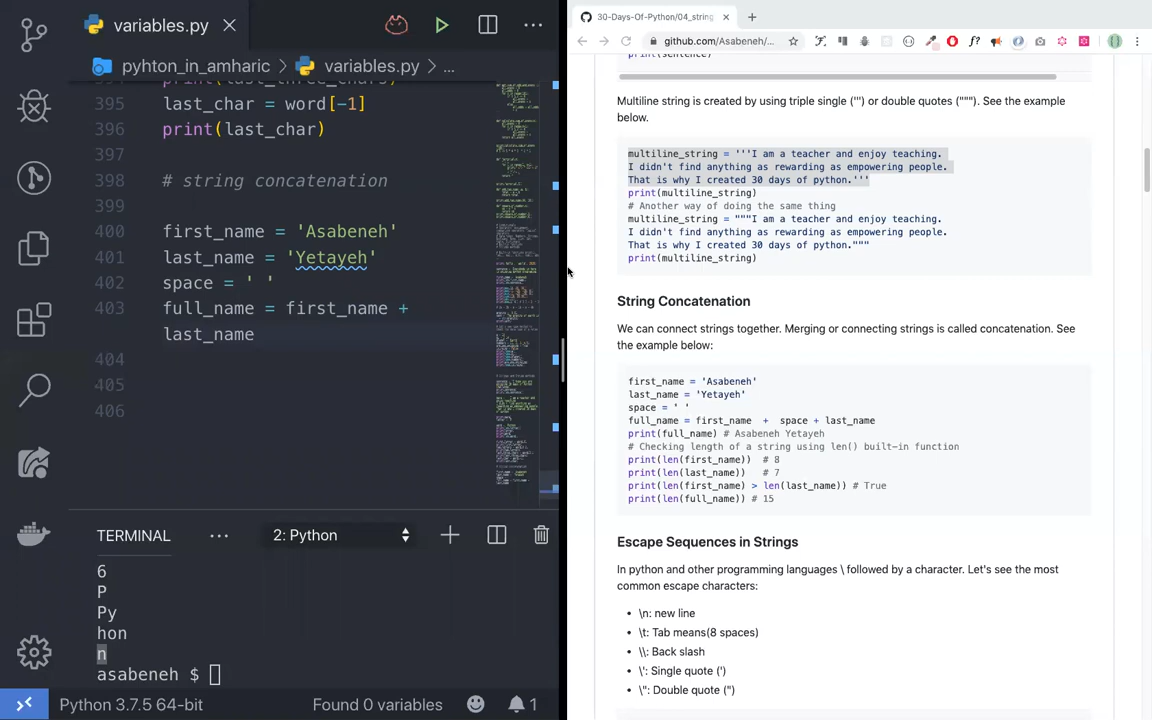 variables.py
pyhton_in_amharic > variables.py > ...
395 last_char = word[-1]
396 print(last_char)
397
398 # string concatenation
399
400 first_name = 'Asabeneh'
401 last_name = 'Yetayeh'
402 space = ' '
403 full_name = first_name +
last_name
404
405
406
TERMINAL ... 2: Python
6
P
Py
hon
n
asabeneh $
Python 3.7.5 64-bit Found 0 variables 1
30-Days-Of-Python/04_string
github.com/Asabeneh/...
print(sentence)
Multiline string is created by using triple single (''') or double quotes ("""). See the example
below.
multiline_string = '''I am a teacher and enjoy teaching.
I didn't find anything as rewarding as empowering people.
That is why I created 30 days of python.'''
print(multiline_string)
# Another way of doing the same thing
multiline_string = """I am a teacher and enjoy teaching.
I didn't find anything as rewarding as empowering people.
That is why I created 30 days of python."""
print(multiline_string)
String Concatenation
We can connect strings together. Merging or connecting strings is called concatenation. See
the example below:
first_name = 'Asabeneh'
last_name = 'Yetayeh'
space = ' '
full_name = first_name + space + last_name
print(full_name) # Asabeneh Yetayeh
# Checking length of a string using len() built-in function
print(len(first_name)) # 8
print(len(last_name)) # 7
print(len(first_name) > len(last_name)) # True
print(len(full_name)) # 15
Escape Sequences in Strings
In python and other programming languages \ followed by a character. Let's see the most
common escape characters:
• \n: new line
• \t: Tab means(8 spaces)
• \\: Back slash
• \': Single quote (')
• \": Double quote (")